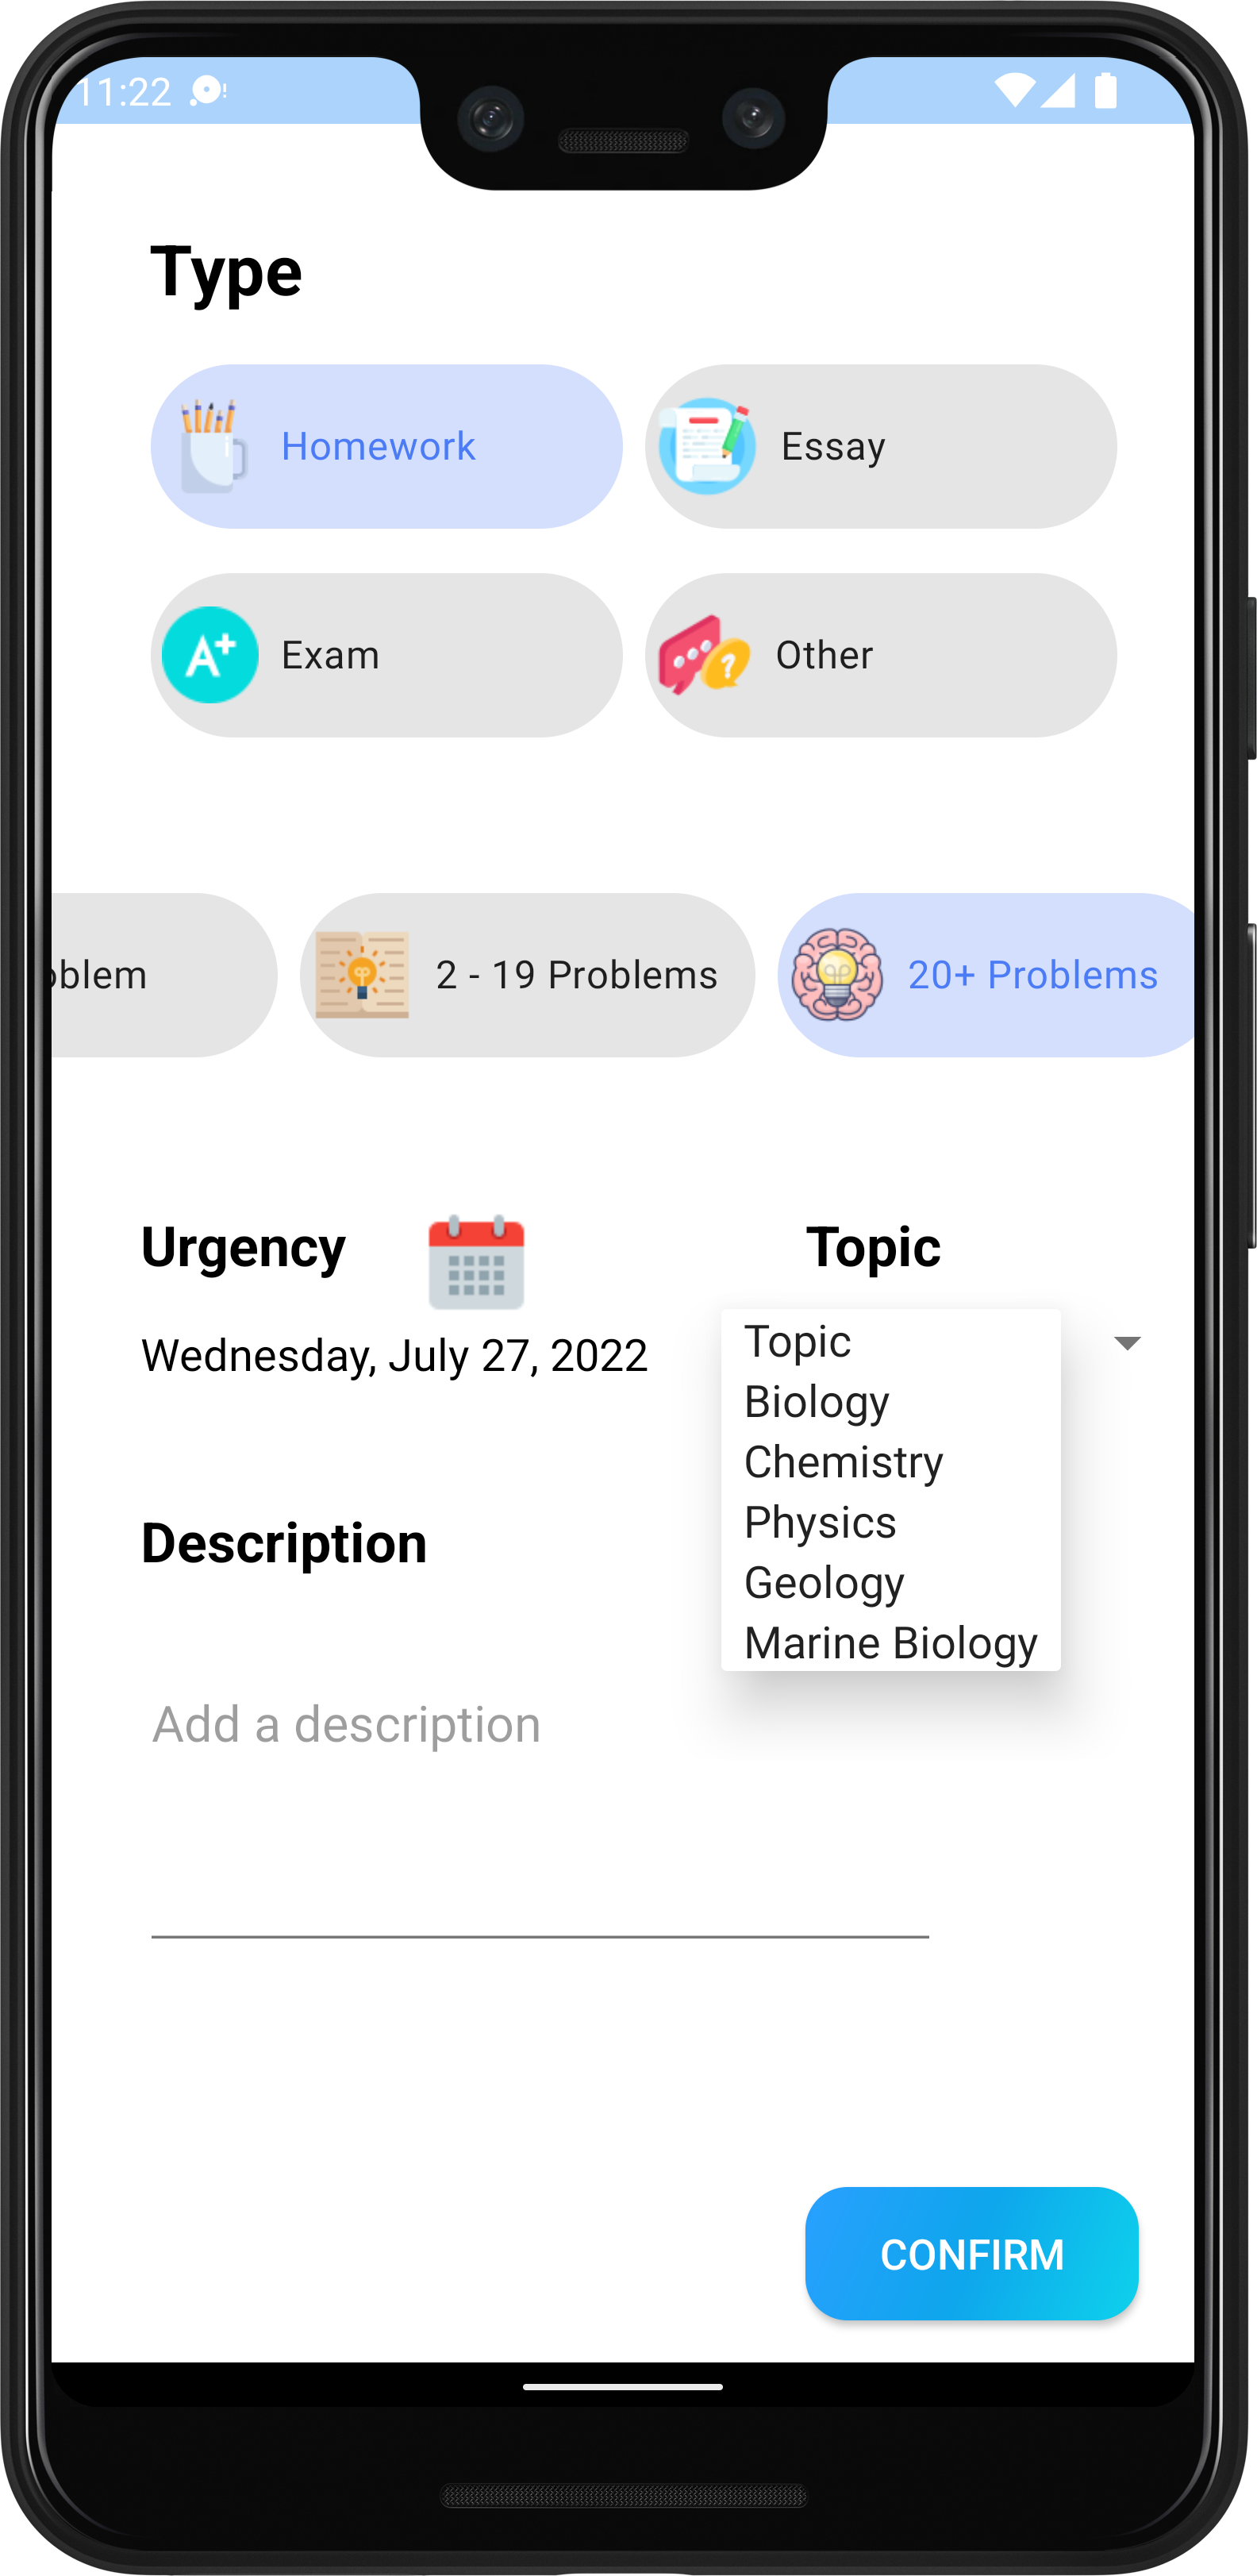 11:22
Type
Homework
Essay
A+
Exam
?
Other
oblem
2 - 19 Problems
20+ Problems
Urgency
Topic
Wednesday, July 27, 2022
Topic
Biology
Chemistry
Physics
Geology
Marine Biology
Description
Add a description
CONFIRM